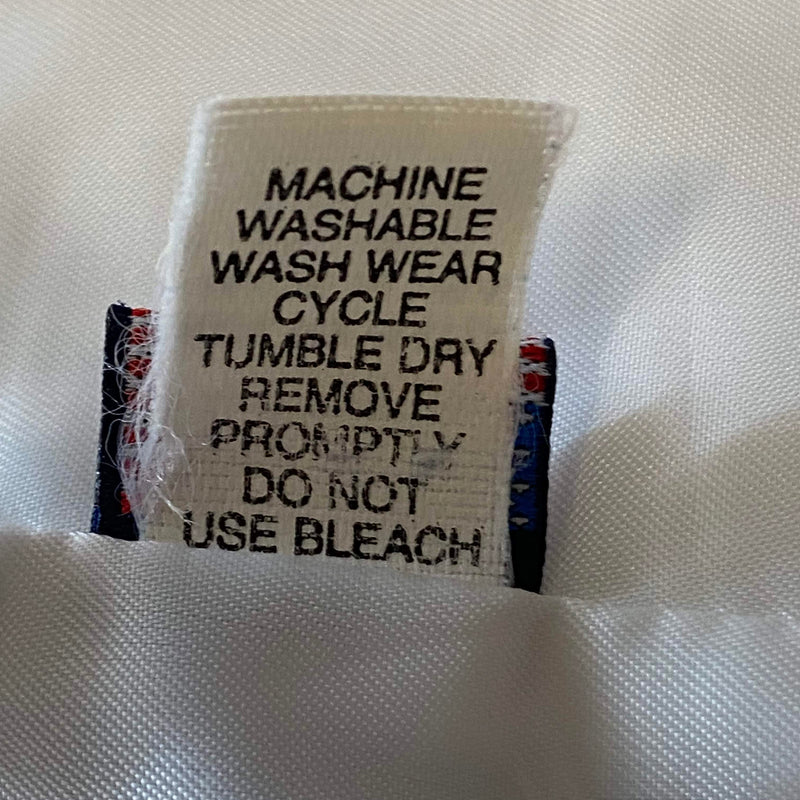 MACHINE
WASHABLE
WASH WEAR
CYCLE
TUMBLE DRY
REMOVE
PROMPTLY
DO NOT
USE BLEACH